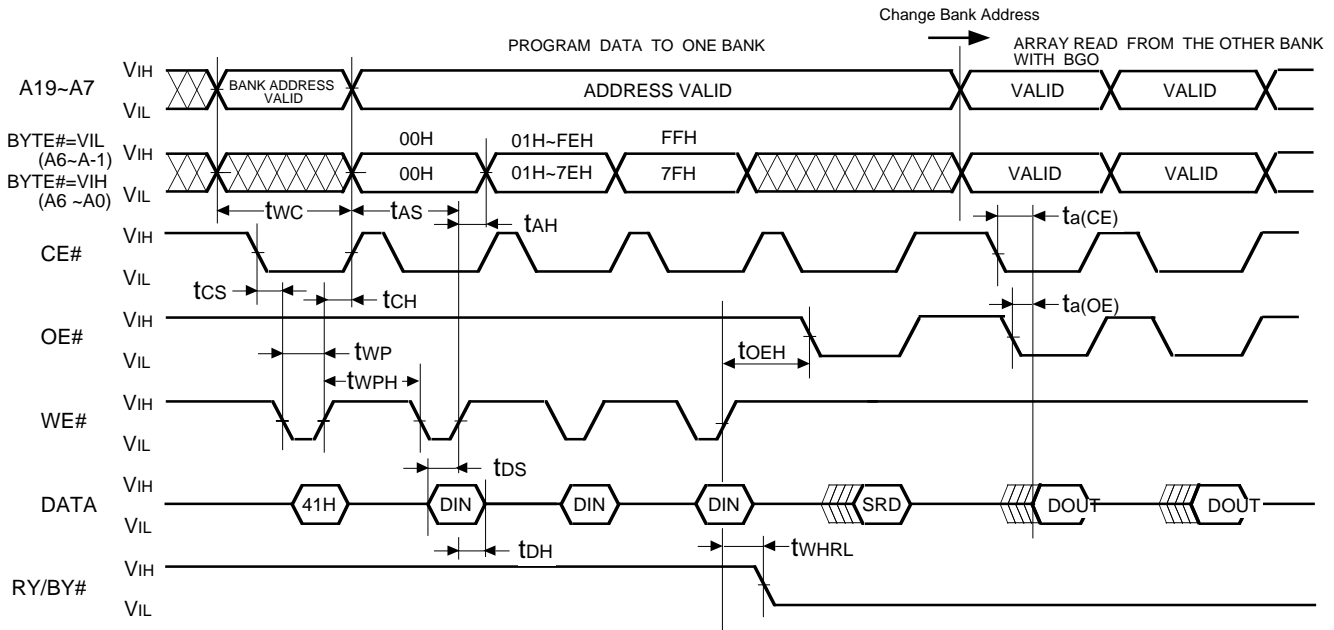 Change Bank Address
PROGRAM DATA TO ONE BANK
ARRAY READ FROM THE OTHER BANK
WITH BGO
A19~A7
VIH
VIL
BANK ADDRESS
VALID
ADDRESS VALID
VALID
VALID
BYTE#=VIL
(A6~A-1)
BYTE#=VIH
(A6 ~A0)
VIH
VIL
00H
01H~FEH
FFH
00H
01H~7EH
7FH
VALID
VALID
tWC
tAS
tAH
ta(CE)
CE#
VIH
VIL
tCS
tCH
ta(OE)
OE#
VIH
VIL
tWP
tOEH
tWPH
WE#
VIH
VIL
tDS
DATA
VIH
VIL
41H
DIN
DIN
DIN
SRD
DOUT
DOUT
tDH
tWHRL
RY/BY#
VIH
VIL